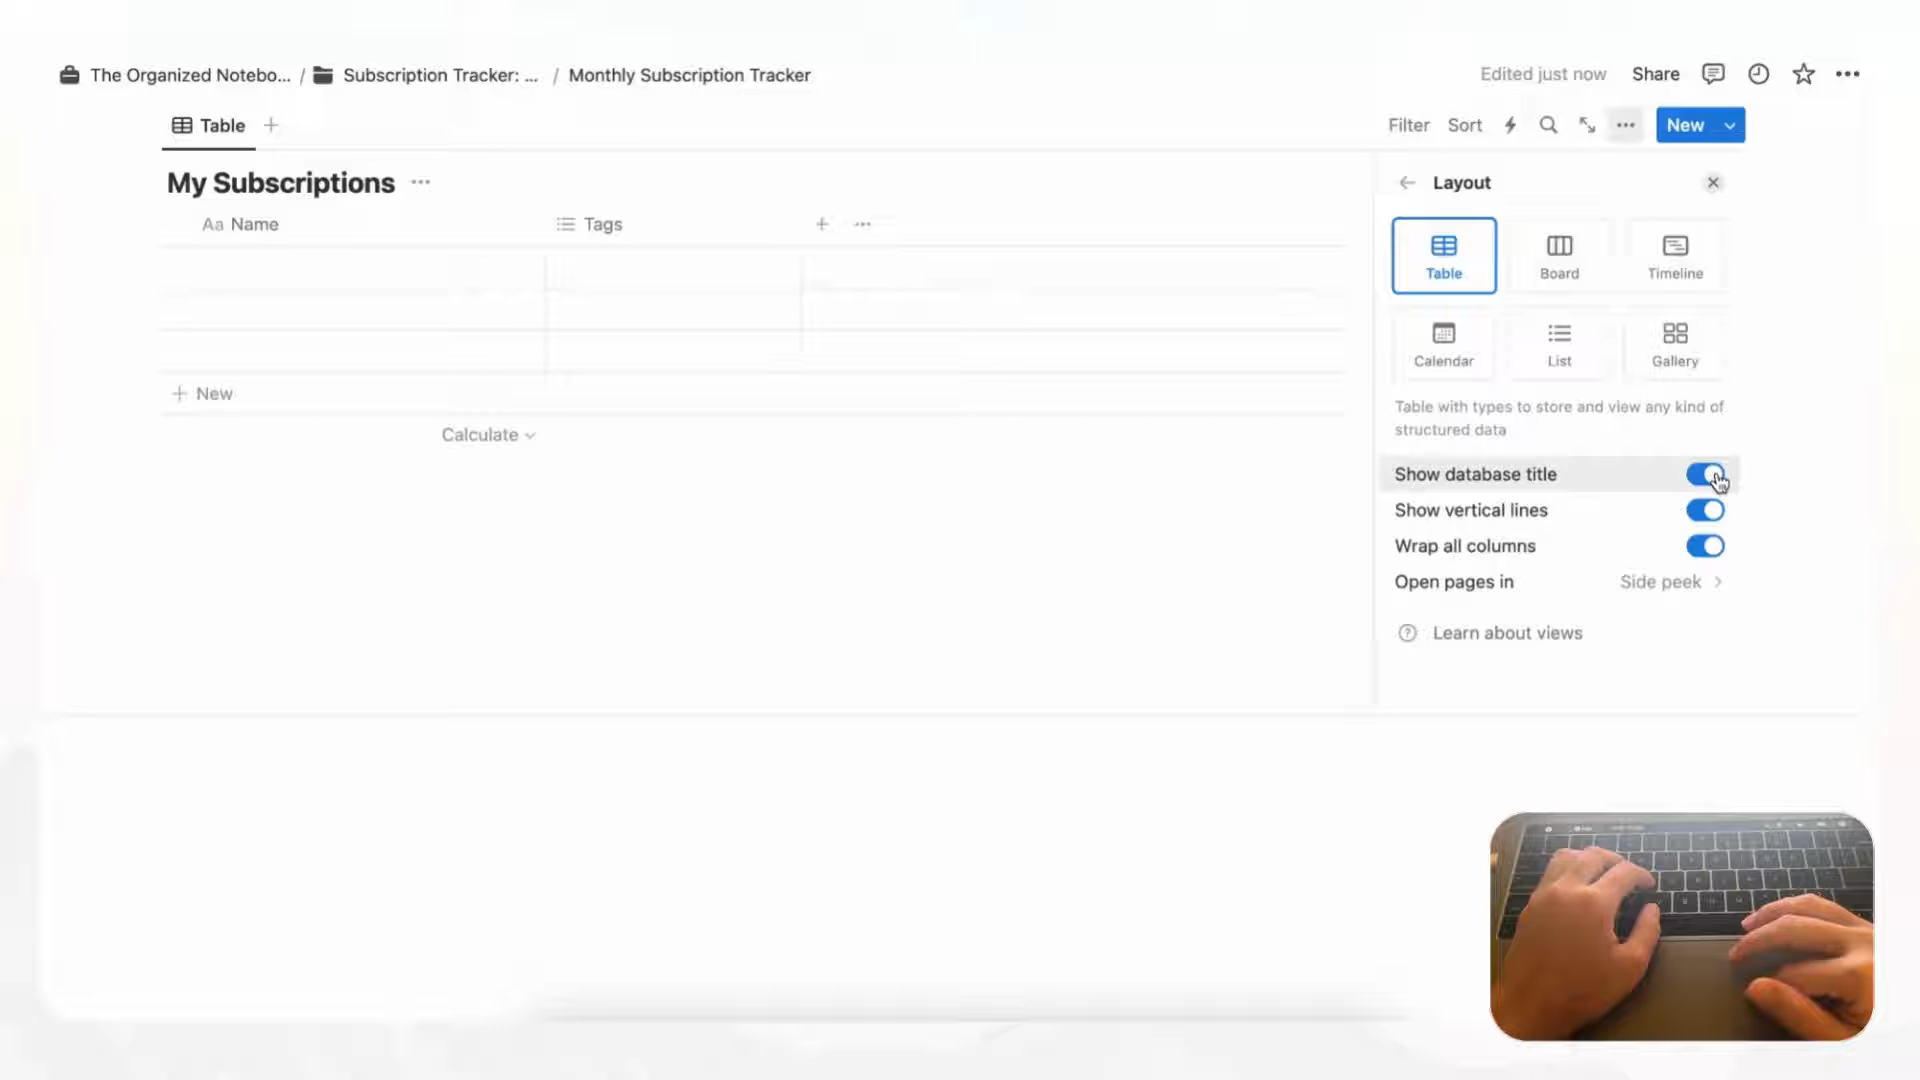 The Organized Notebo... / Subscription Tracker: ... / Monthly Subscription Tracker
Edited just now Share
Table
Filter Sort New
My Subscriptions
Layout
Aa Name Tags
Table Board Timeline
Calendar List Gallery
Table with types to store and view any kind of
structured data
New
Calculate
Show database title
Show vertical lines
Wrap all columns
Open pages in Side peek
Learn about views